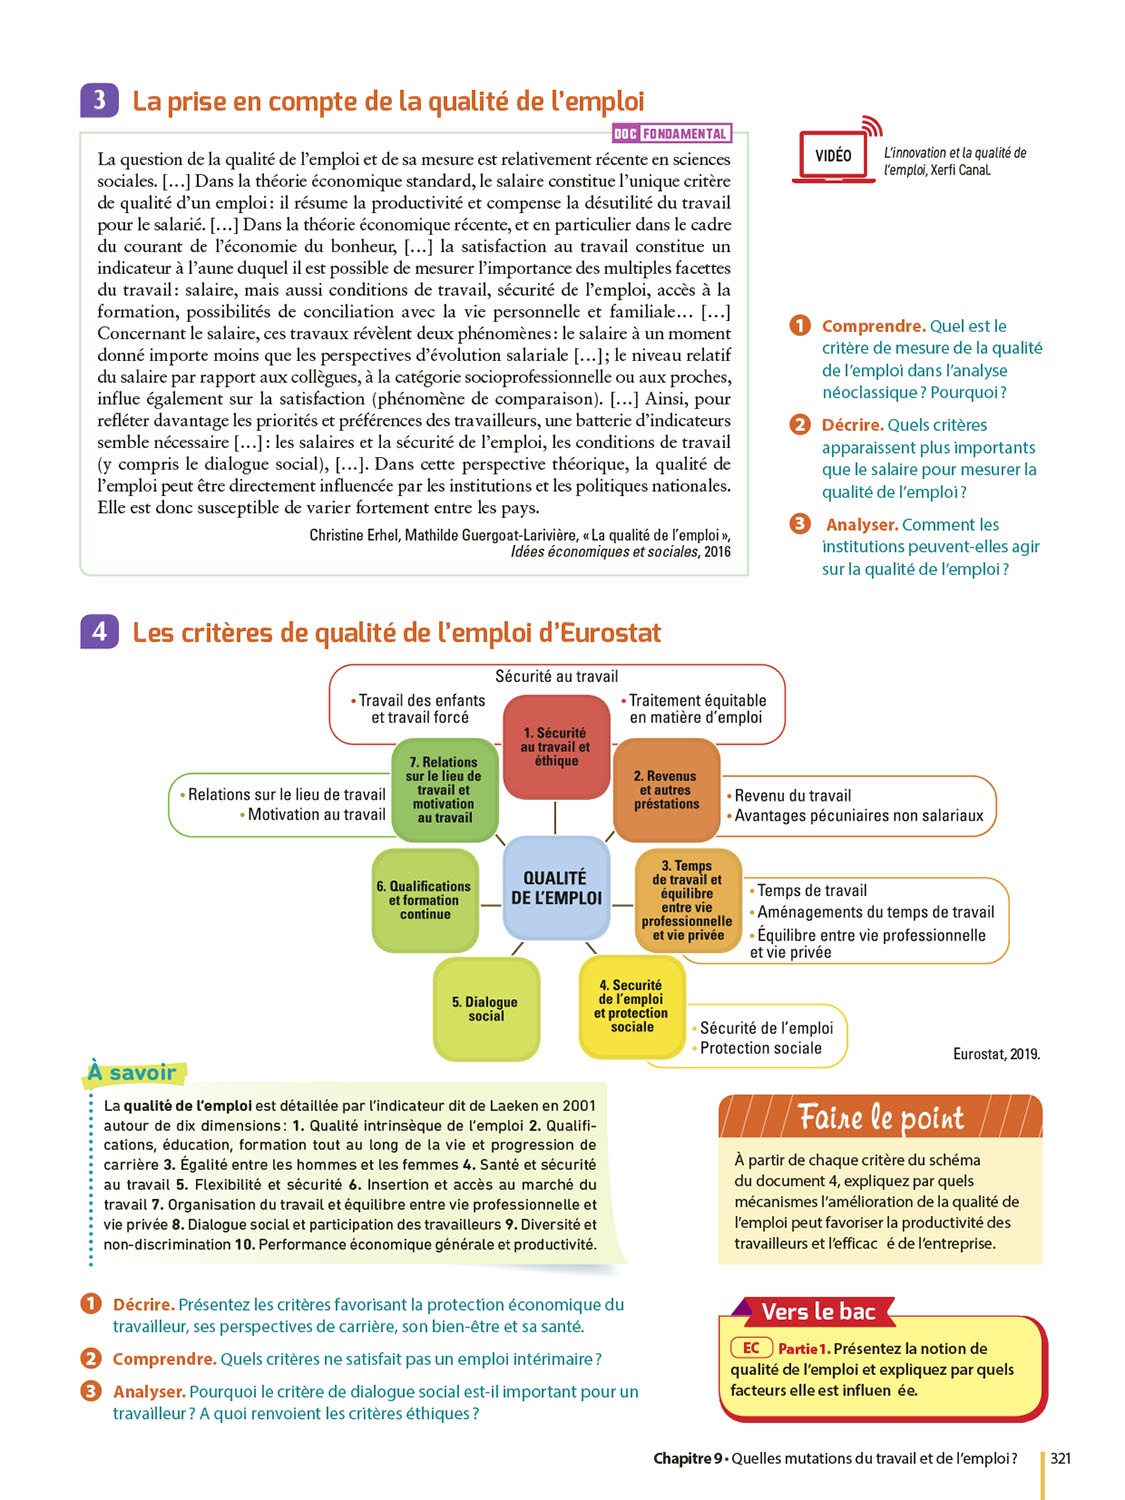 3 La prise en compte de la qualité de l'emploi
DOC FONDAMENTAL
La question de la qualité de l'emploi et de sa mesure est relativement récente en sciences
sociales. […] Dans la théorie économique standard, le salaire constitue l'unique critère
de qualité d'un emploi : il résume la productivité et compense la désutilité du travail
pour le salarié. […] Dans la théorie économique récente, et en particulier dans le cadre
du courant de l'économie du bonheur, […] la satisfaction au travail constitue un
indicateur à l'aune duquel il est possible de mesurer l'importance des multiples facettes
du travail : salaire, mais aussi conditions de travail, sécurité de l'emploi, accès à la
formation, possibilités de conciliation avec la vie personnelle et familiale… […]
Concernant le salaire, ces travaux révèlent deux phénomènes : le salaire à un moment
donné importe moins que les perspectives d'évolution salariale […] ; le niveau relatif
du salaire par rapport aux collègues, à la catégorie socioprofessionnelle ou aux proches,
influe également sur la satisfaction (phénomène de comparaison). […] Ainsi, pour
refléter davantage les priorités et préférences des travailleurs, une batterie d'indicateurs
semble nécessaire […] : les salaires et la sécurité de l'emploi, les conditions de travail
(y compris le dialogue social), […]. Dans cette perspective théorique, la qualité de
l'emploi peut être directement influencée par les institutions et les politiques nationales.
Elle est donc susceptible de varier fortement entre les pays.
Christine Erhel, Mathilde Guergoat-Larivière, « La qualité de l'emploi »,
Idées économiques et sociales, 2016
VIDÉO
L'innovation et la qualité de
l'emploi, Xerfi Canal.
1 Comprendre. Quel est le
critère de mesure de la qualité
de l'emploi dans l'analyse
néoclassique ? Pourquoi ?
2 Décrire. Quels critères
apparaissent plus importants
que le salaire pour mesurer la
qualité de l'emploi ?
3 Analyser. Comment les
institutions peuvent-elles agir
sur la qualité de l'emploi ?
4 Les critères de qualité de l'emploi d'Eurostat
Sécurité au travail
• Travail des enfants
et travail forcé
• Traitement équitable
en matière d'emploi
1. Sécurité
au travail et
éthique
7. Relations
sur le lieu de
travail et
motivation
au travail
2. Revenus
et autres
préstations
• Relations sur le lieu de travail
• Motivation au travail
• Revenu du travail
• Avantages pécuniaires non salariaux
6. Qualifications
et formation
continue
QUALITÉ
DE L'EMPLOI
3. Temps
de travail et
équilibre
entre vie
professionnelle
et vie privée
• Temps de travail
• Aménagements du temps de travail
• Équilibre entre vie professionnelle
et vie privée
5. Dialogue
social
4. Securité
de l'emploi
et protection
sociale
• Sécurité de l'emploi
• Protection sociale
Eurostat, 2019.
À savoir
La qualité de l'emploi est détaillée par l'indicateur dit de Laeken en 2001
autour de dix dimensions : 1. Qualité intrinsèque de l'emploi 2. Qualifi-
cations, éducation, formation tout au long de la vie et progression de
carrière 3. Égalité entre les hommes et les femmes 4. Santé et sécurité
au travail 5. Flexibilité et sécurité 6. Insertion et accès au marché du
travail 7. Organisation du travail et équilibre entre vie professionnelle et
vie privée 8. Dialogue social et participation des travailleurs 9. Diversité et
non-discrimination 10. Performance économique générale et productivité.
Faire le point
À partir de chaque critère du schéma
du document 4, expliquez par quels
mécanismes l'amélioration de la qualité de
l'emploi peut favoriser la productivité des
travailleurs et l'efficac é de l'entreprise.
1 Décrire. Présentez les critères favorisant la protection économique du
travailleur, ses perspectives de carrière, son bien-être et sa santé.
2 Comprendre. Quels critères ne satisfait pas un emploi intérimaire ?
3 Analyser. Pourquoi le critère de dialogue social est-il important pour un
travailleur ? A quoi renvoient les critères éthiques ?
Vers le bac
EC Partie 1. Présentez la notion de
qualité de l'emploi et expliquez par quels
facteurs elle est influen ée.
Chapitre 9 • Quelles mutations du travail et de l'emploi ? 321